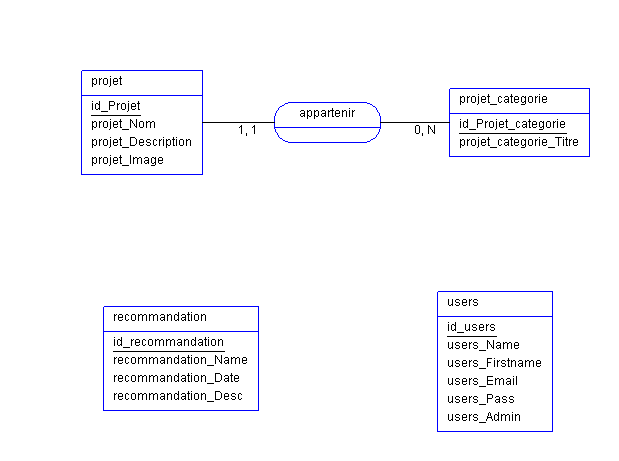 projet
id_Projet
projet_Nom
projet_Description
projet_Image
1, 1
appartenir
0, N
projet_categorie
id_Projet_categorie
projet_categorie_Titre
recommandation
id_recommandation
recommandation_Name
recommandation_Date
recommandation_Desc
users
id_users
users_Name
users_Firstname
users_Email
users_Pass
users_Admin